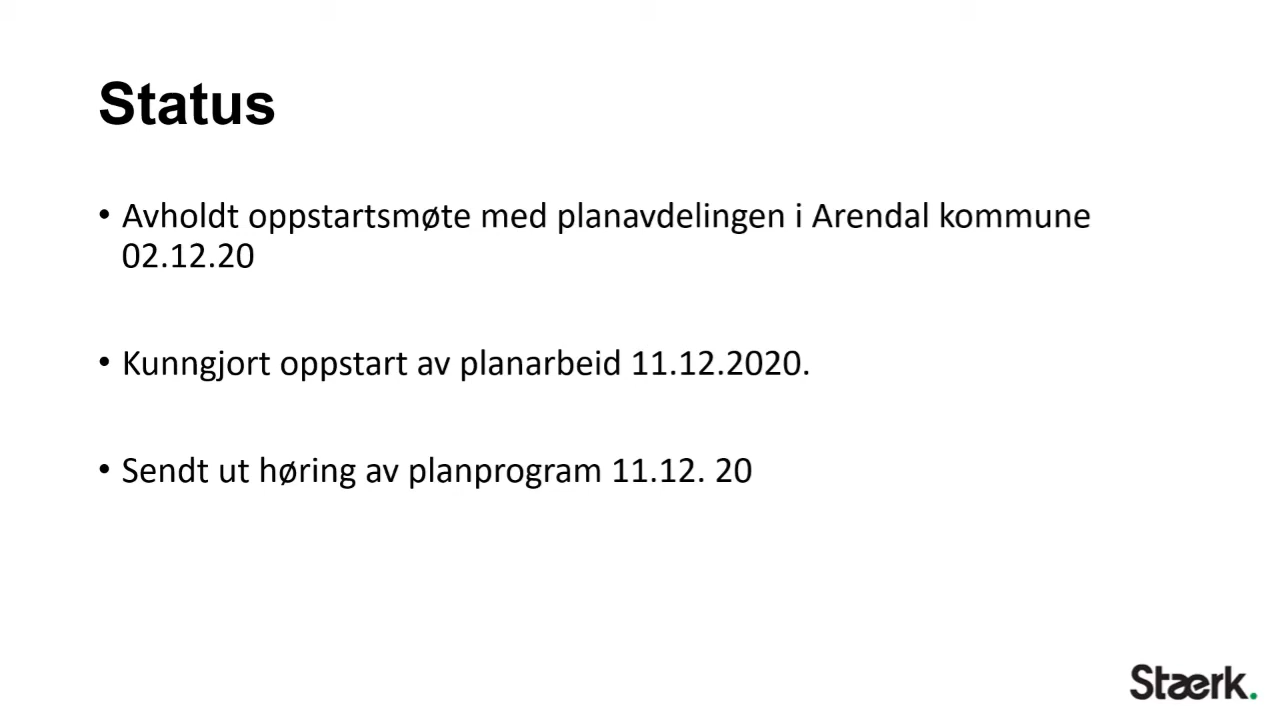 Status
• Avholdt oppstartsmøte med planavdelingen i Arendal kommune
02.12.20
• Kunngjort oppstart av planarbeid 11.12.2020.
• Sendt ut høring av planprogram 11.12. 20
Stærk.